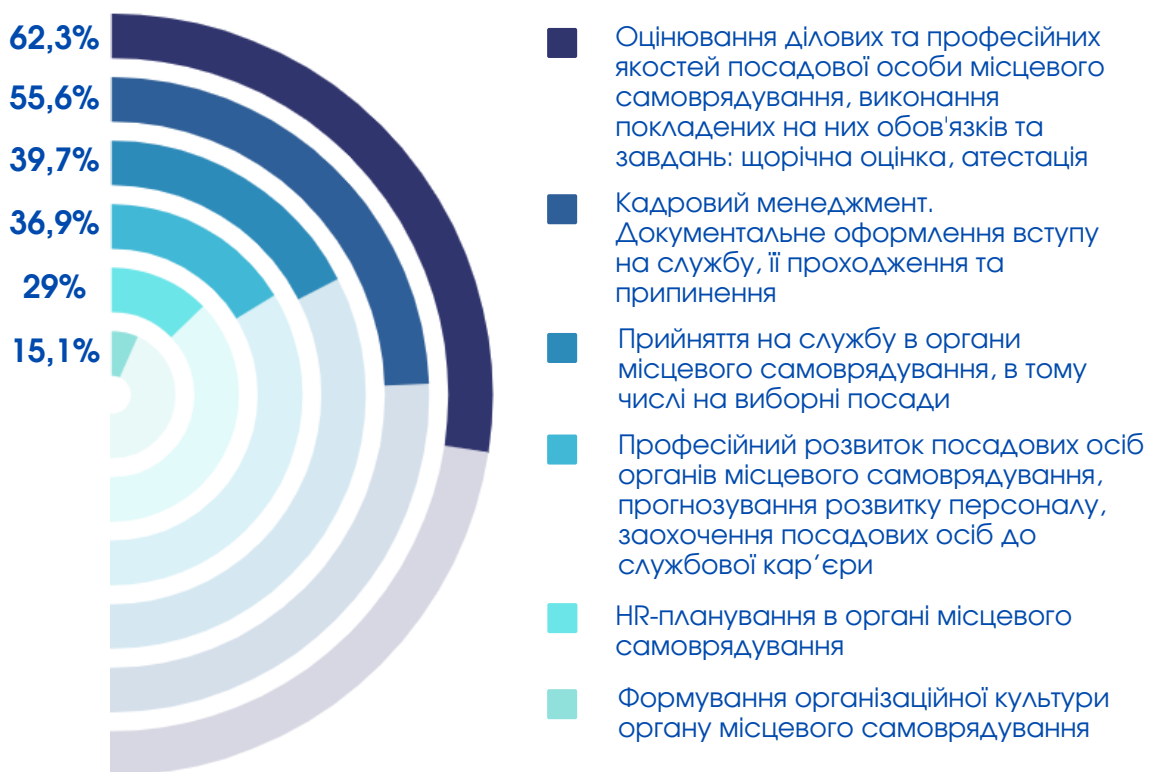 62,3%
55,6%
39,7%
36,9%
29%
15,1%
Оцінювання ділових та професійних
якостей посадової особи місцевого
самоврядування, виконання
покладених на них обов'язків та
завдань: щорічна оцінка, атестація
Кадровий менеджмент.
Документальне оформлення вступу
на службу, її проходження та
припинення
Прийняття на службу в органи
місцевого самоврядування, в тому
числі на виборні посади
Професійний розвиток посадових осіб
органів місцевого самоврядування,
прогнозування розвитку персоналу,
заохочення посадових осіб до
службової кар’єри
HR-планування в органі місцевого
самоврядування
Формування організаційної культури
органу місцевого самоврядування